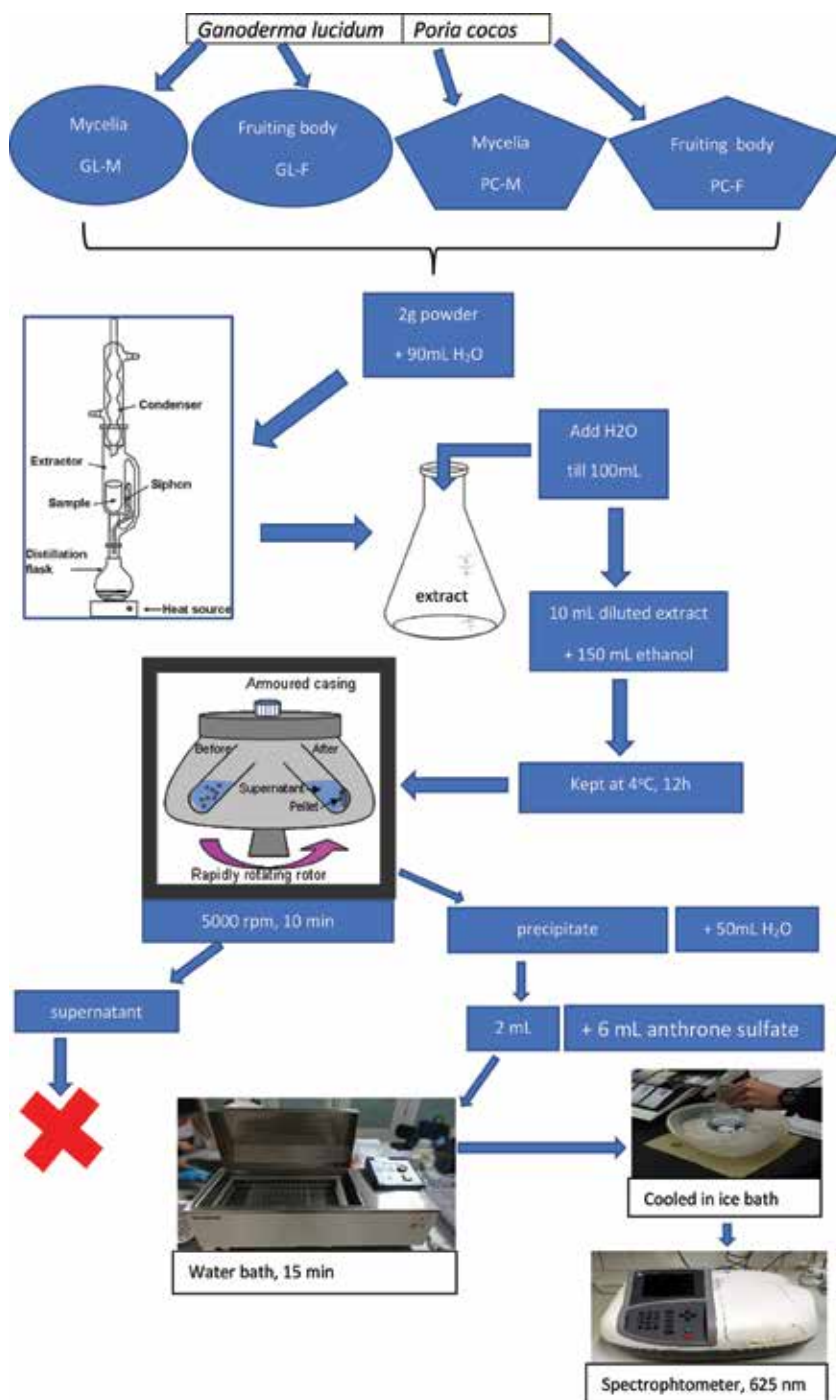 Ganoderma lucidum
Poria cocos
Mycelia
GL-M
Fruiting body
GL-F
Mycelia
PC-M
Fruiting body
PC-F
2g powder
+ 90mL H₂O
Condenser
Extractor
Siphon
Sample
Distillation
flask
Heat source
extract
Add H2O
till 100mL
10 mL diluted extract
+ 150 mL ethanol
Kept at 4°C, 12h
Armoured casing
Before
After
Supernatant
Pellet
Rapidly rotating rotor
5000 rpm, 10 min
precipitate
+ 50mL H₂O
supernatant
2 mL
+ 6 mL anthrone sulfate
Water bath, 15 min
Cooled in ice bath
Spectrophtometer, 625 nm